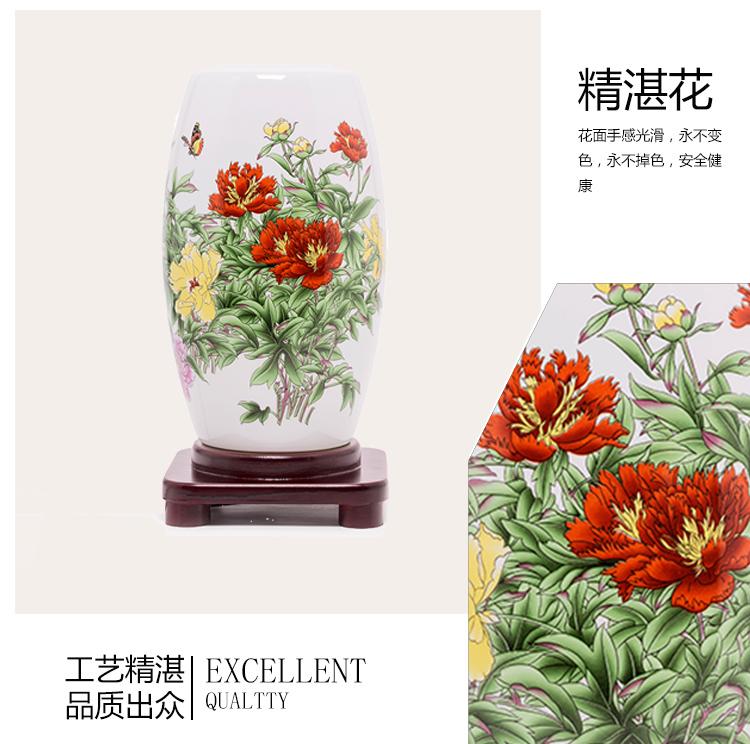 精湛花
花面手感光滑，永不变
色，永不掉色，安全健
康
工艺精湛
品质出众
EXCELLENT
QUALTTY